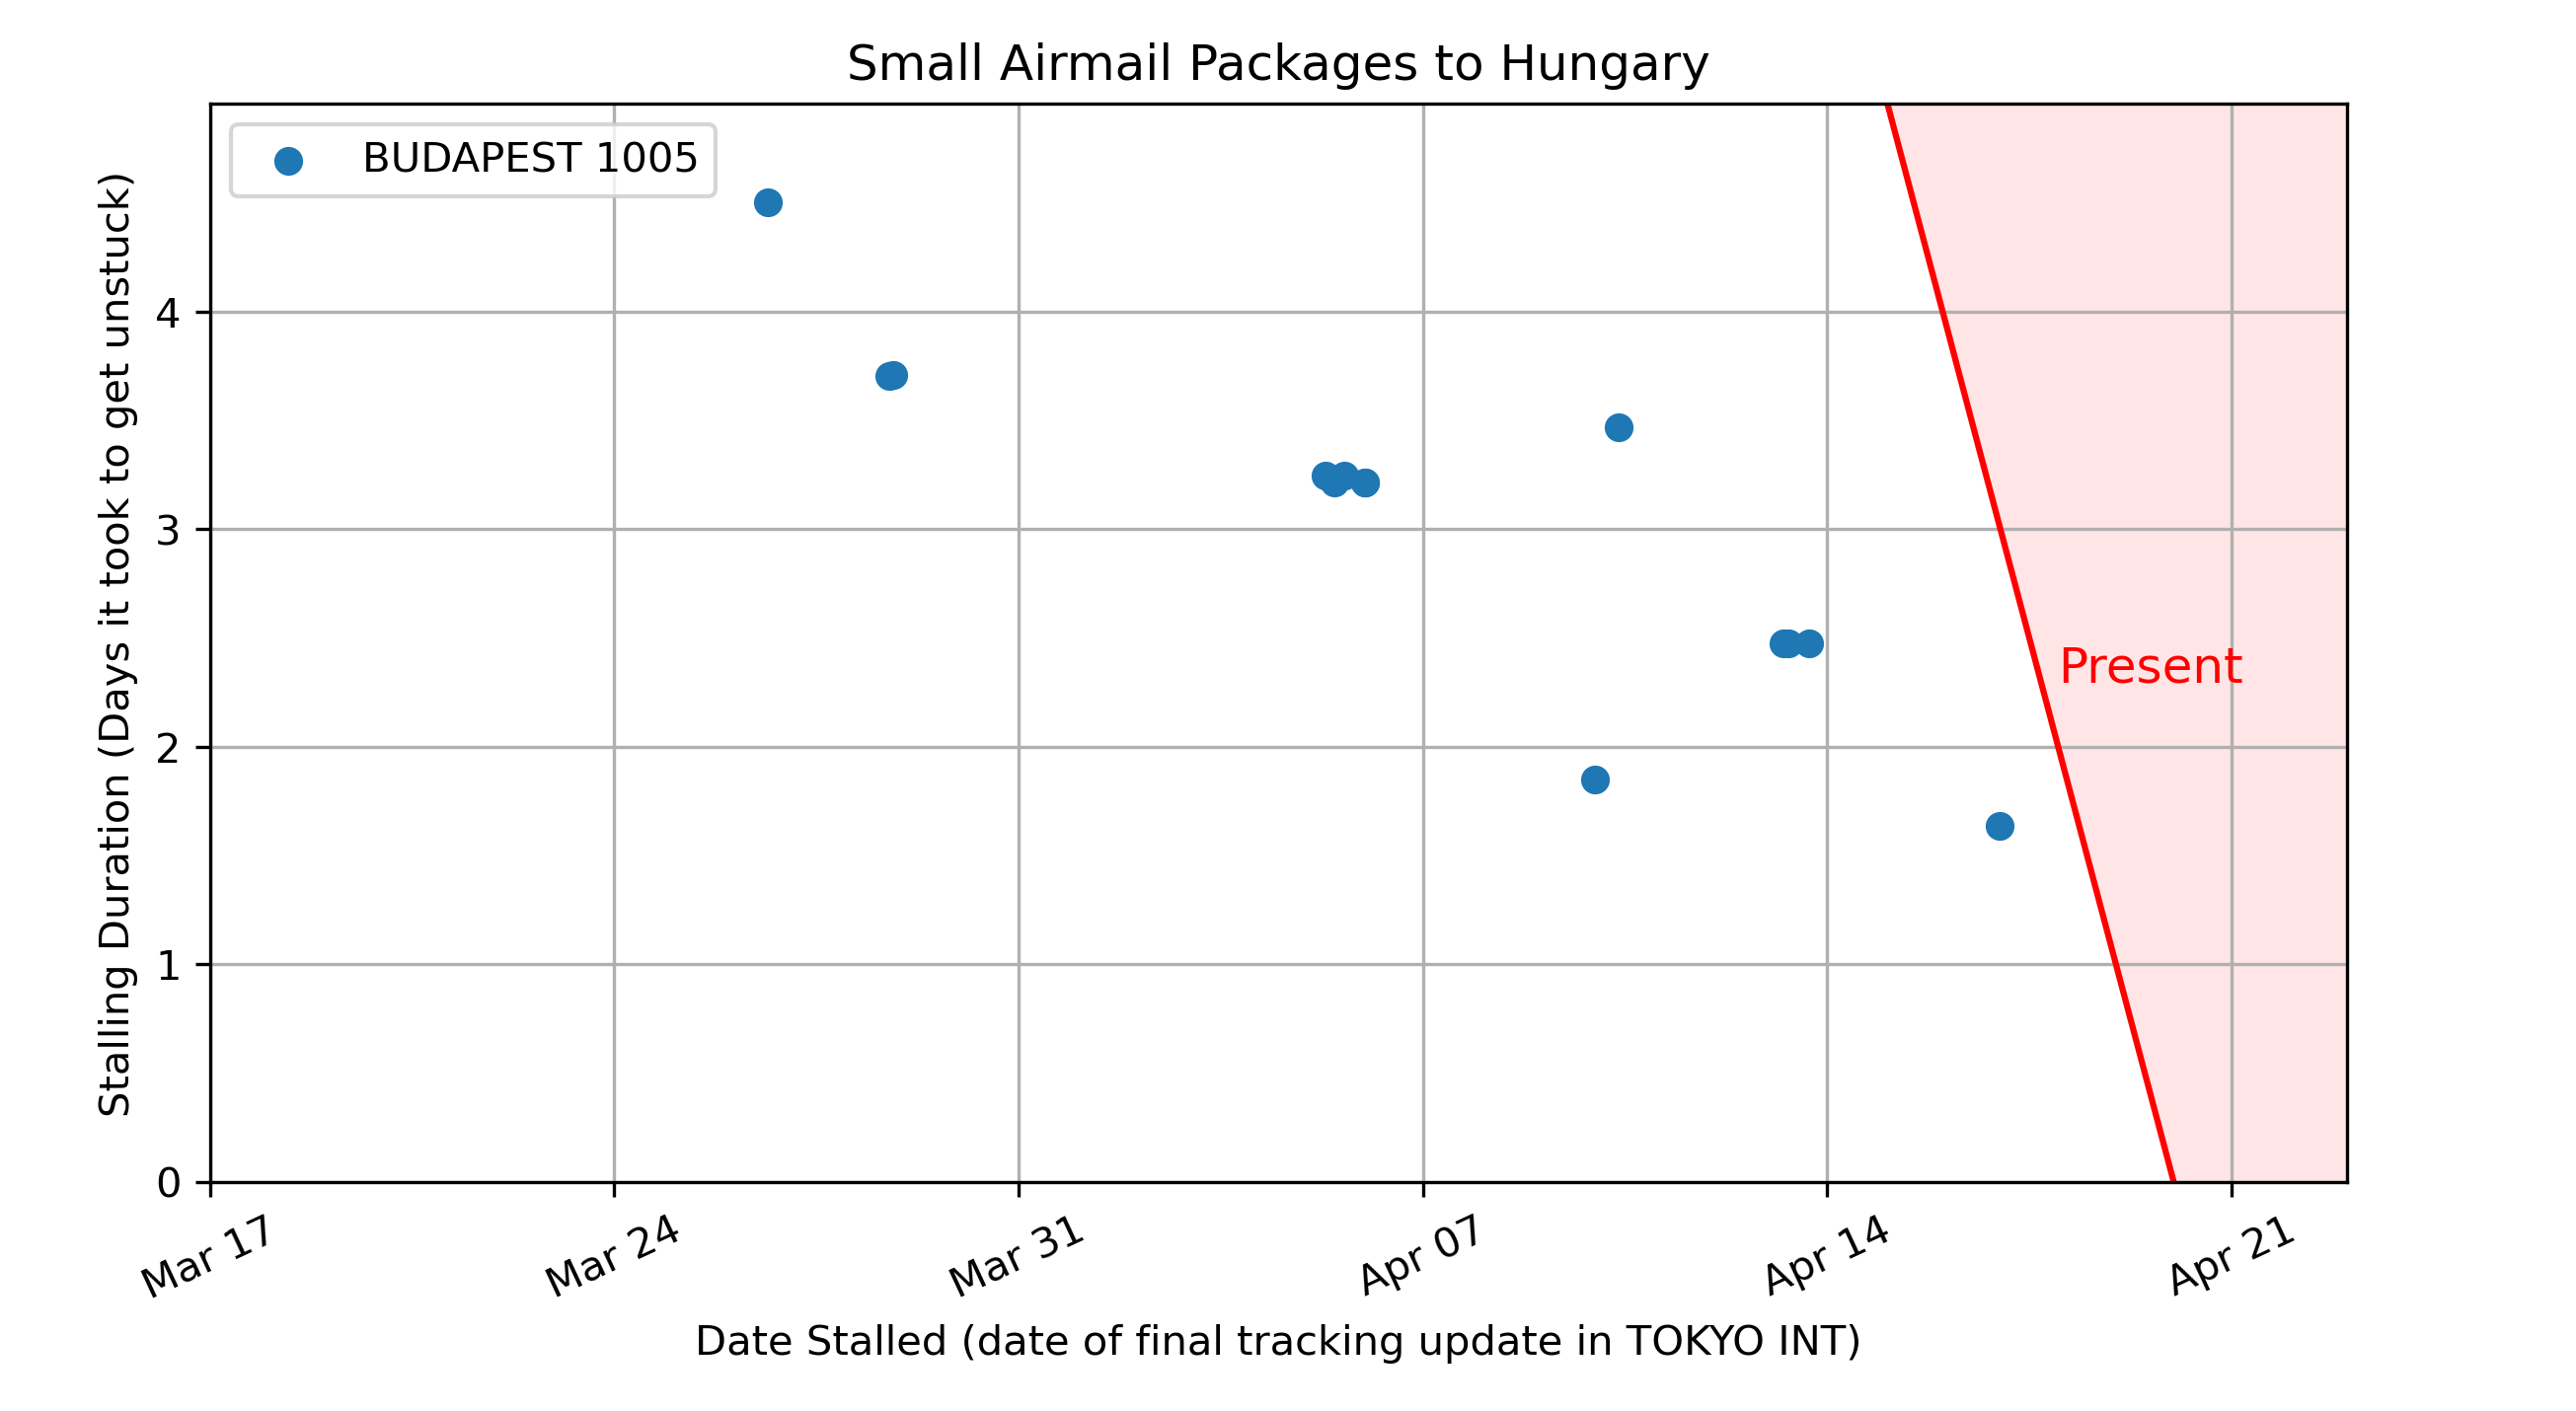 Small Airmail Packages to Hungary
BUDAPEST 1005
Stalling Duration (Days it took to get unstuck)
4
3
2
1
0
Present
Mar 17
Mar 24
Mar 31
Apr 07
Apr 14
Apr 21
Date Stalled (date of final tracking update in TOKYO INT)